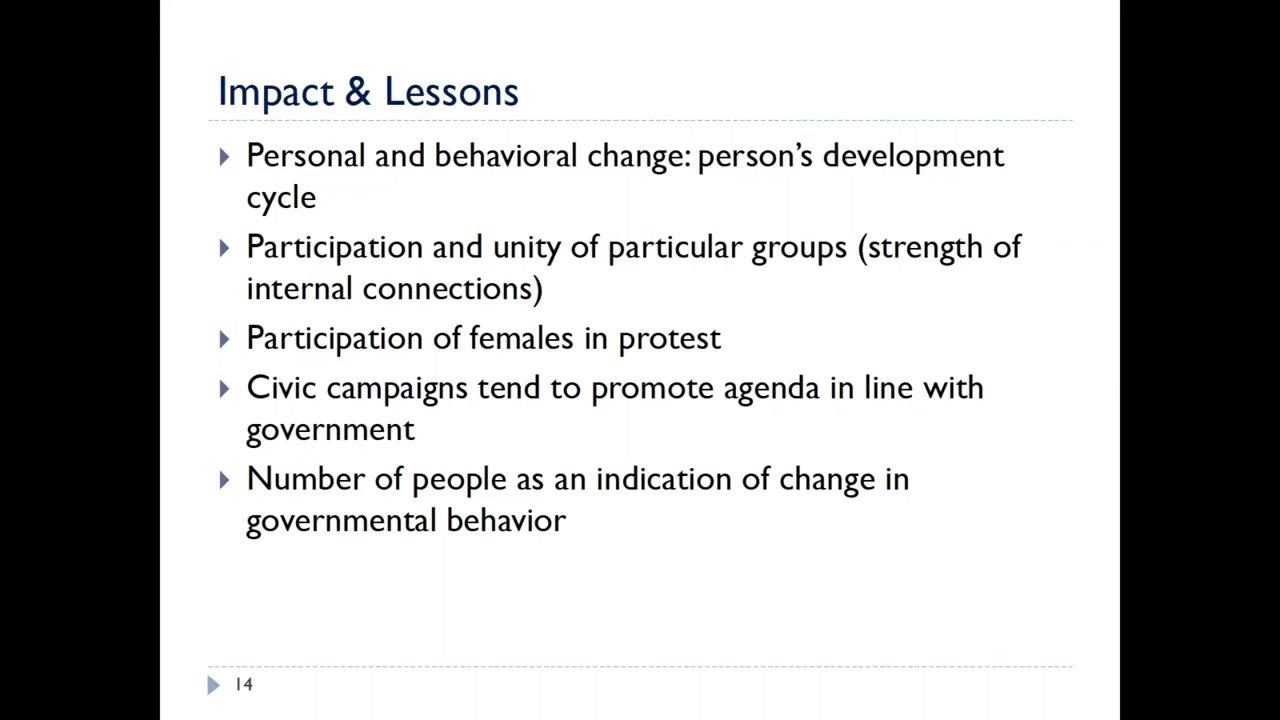 Impact & Lessons
Personal and behavioral change: person’s development
cycle
Participation and unity of particular groups (strength of
internal connections)
Participation of females in protest
Civic campaigns tend to promote agenda in line with
government
Number of people as an indication of change in
governmental behavior
14